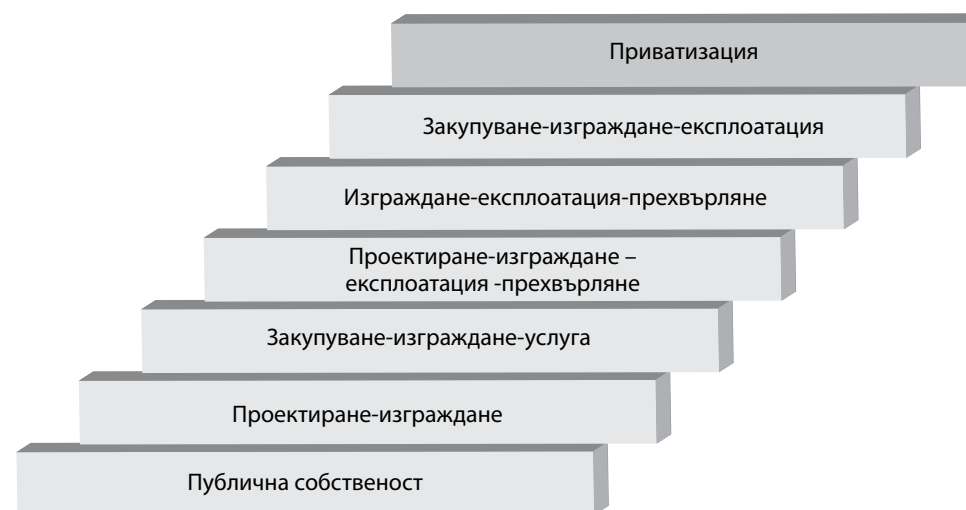 Приватизация
Закупуване-изграждане-експлоатация
Изграждане-експлоатация-прехвърляне
Проектиране-изграждане –
експлоатация -прехвърляне
Закупуване-изграждане-услуга
Проектиране-изграждане
Публична собственост